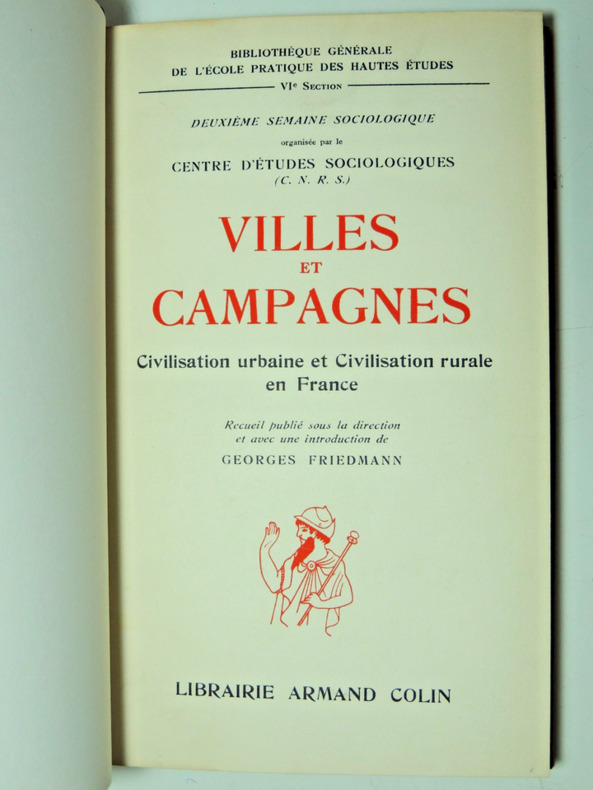 BIBLIOTHÈQUE GÉNÉRALE
DE L'ÉCOLE PRATIQUE DES HAUTES ÉTUDES
VIe SECTION
DEUXIÈME SEMAINE SOCIOLOGIQUE
organisée par le
CENTRE D'ÉTUDES SOCIOLOGIQUES
(C. N. R. S.)
VILLES
ET
CAMPAGNES
Civilisation urbaine et Civilisation rurale
en France
Recueil publié sous la direction
et avec une introduction de
GEORGES FRIEDMANN
LIBRAIRIE ARMAND COLIN